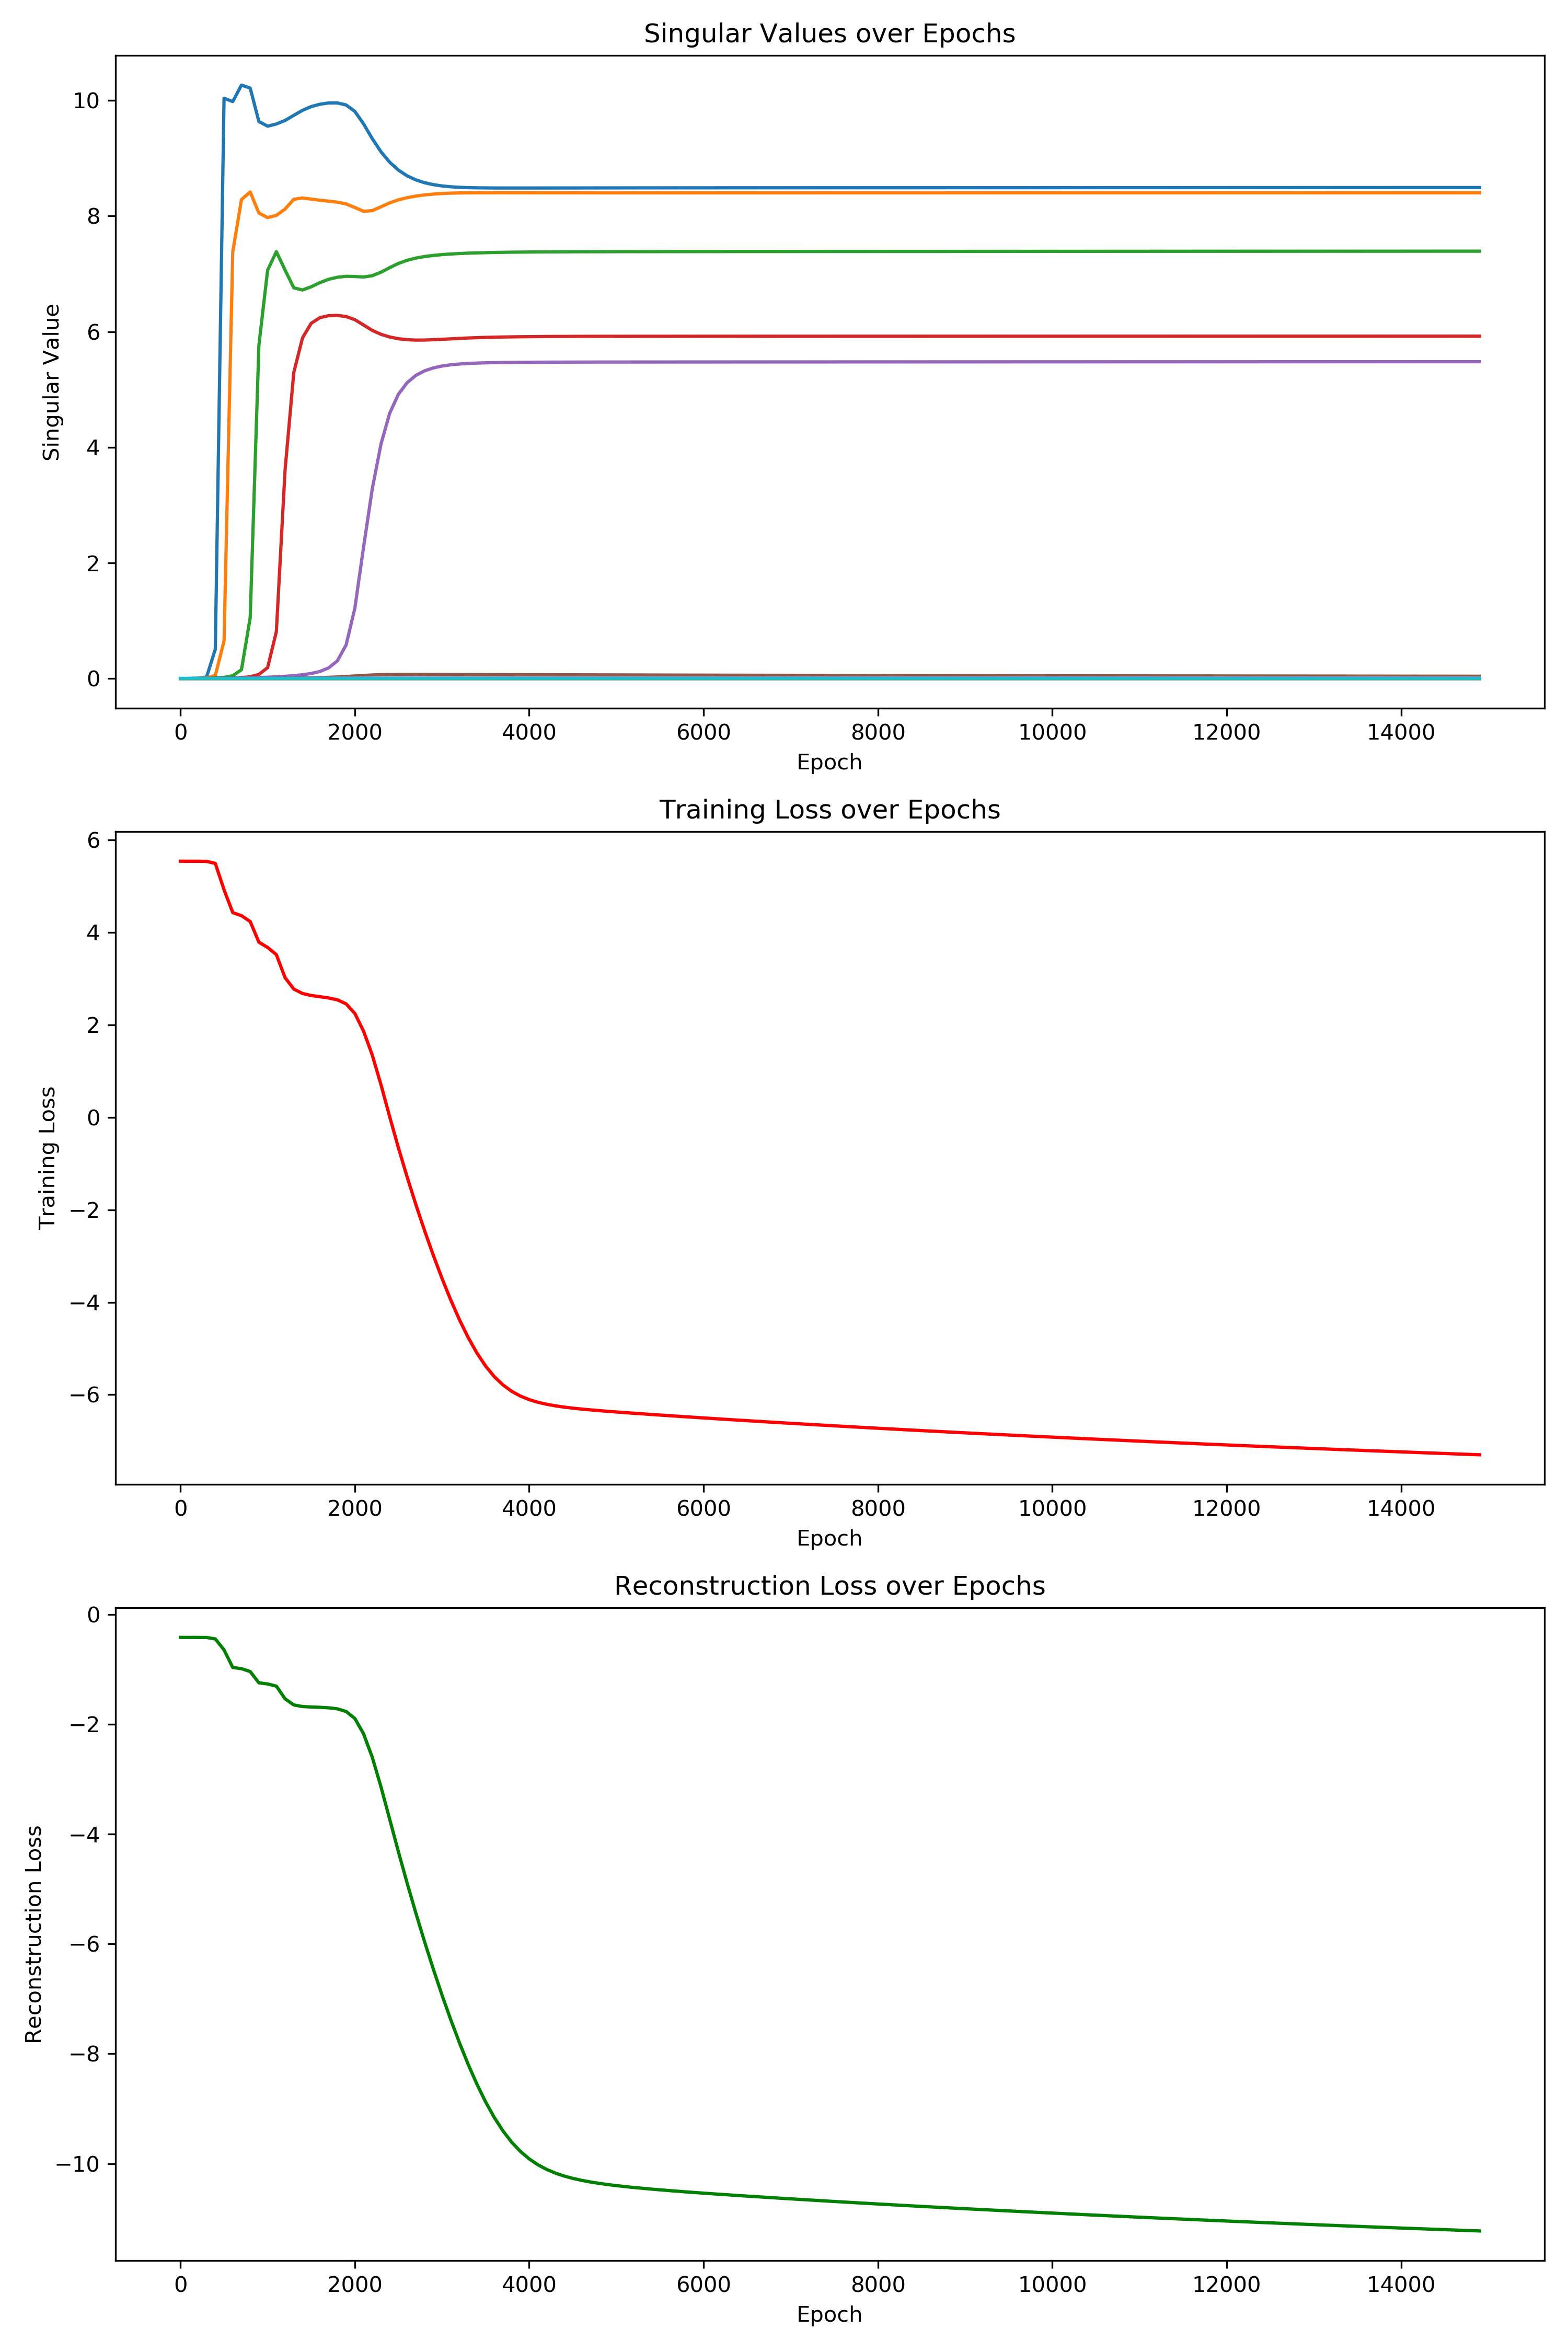 Singular Values over Epochs
10
8
6
4
2
0
Singular Value
0 2000 4000 6000 8000 10000 12000 14000
Epoch
Training Loss over Epochs
6
4
2
0
−2
−4
−6
Training Loss
0 2000 4000 6000 8000 10000 12000 14000
Epoch
Reconstruction Loss over Epochs
0
−2
−4
−6
−8
−10
Reconstruction Loss
0 2000 4000 6000 8000 10000 12000 14000
Epoch